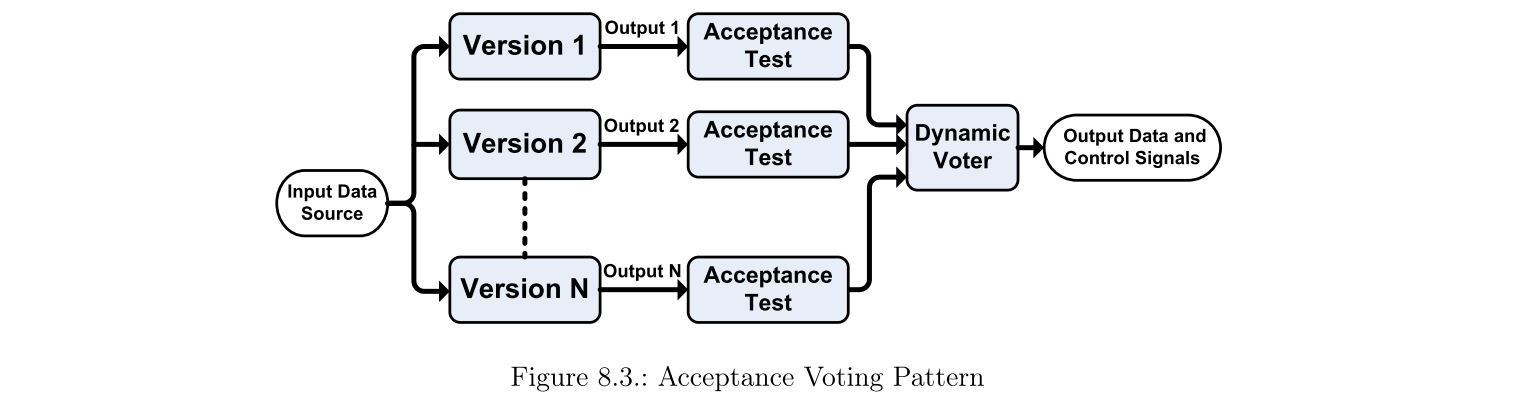 Version 1
Output 1
Acceptance
Test
Version 2
Output 2
Acceptance
Test
Dynamic
Voter
Output Data and
Control Signals
Input Data
Source
Version N
Output N
Acceptance
Test
Figure 8.3.: Acceptance Voting Pattern